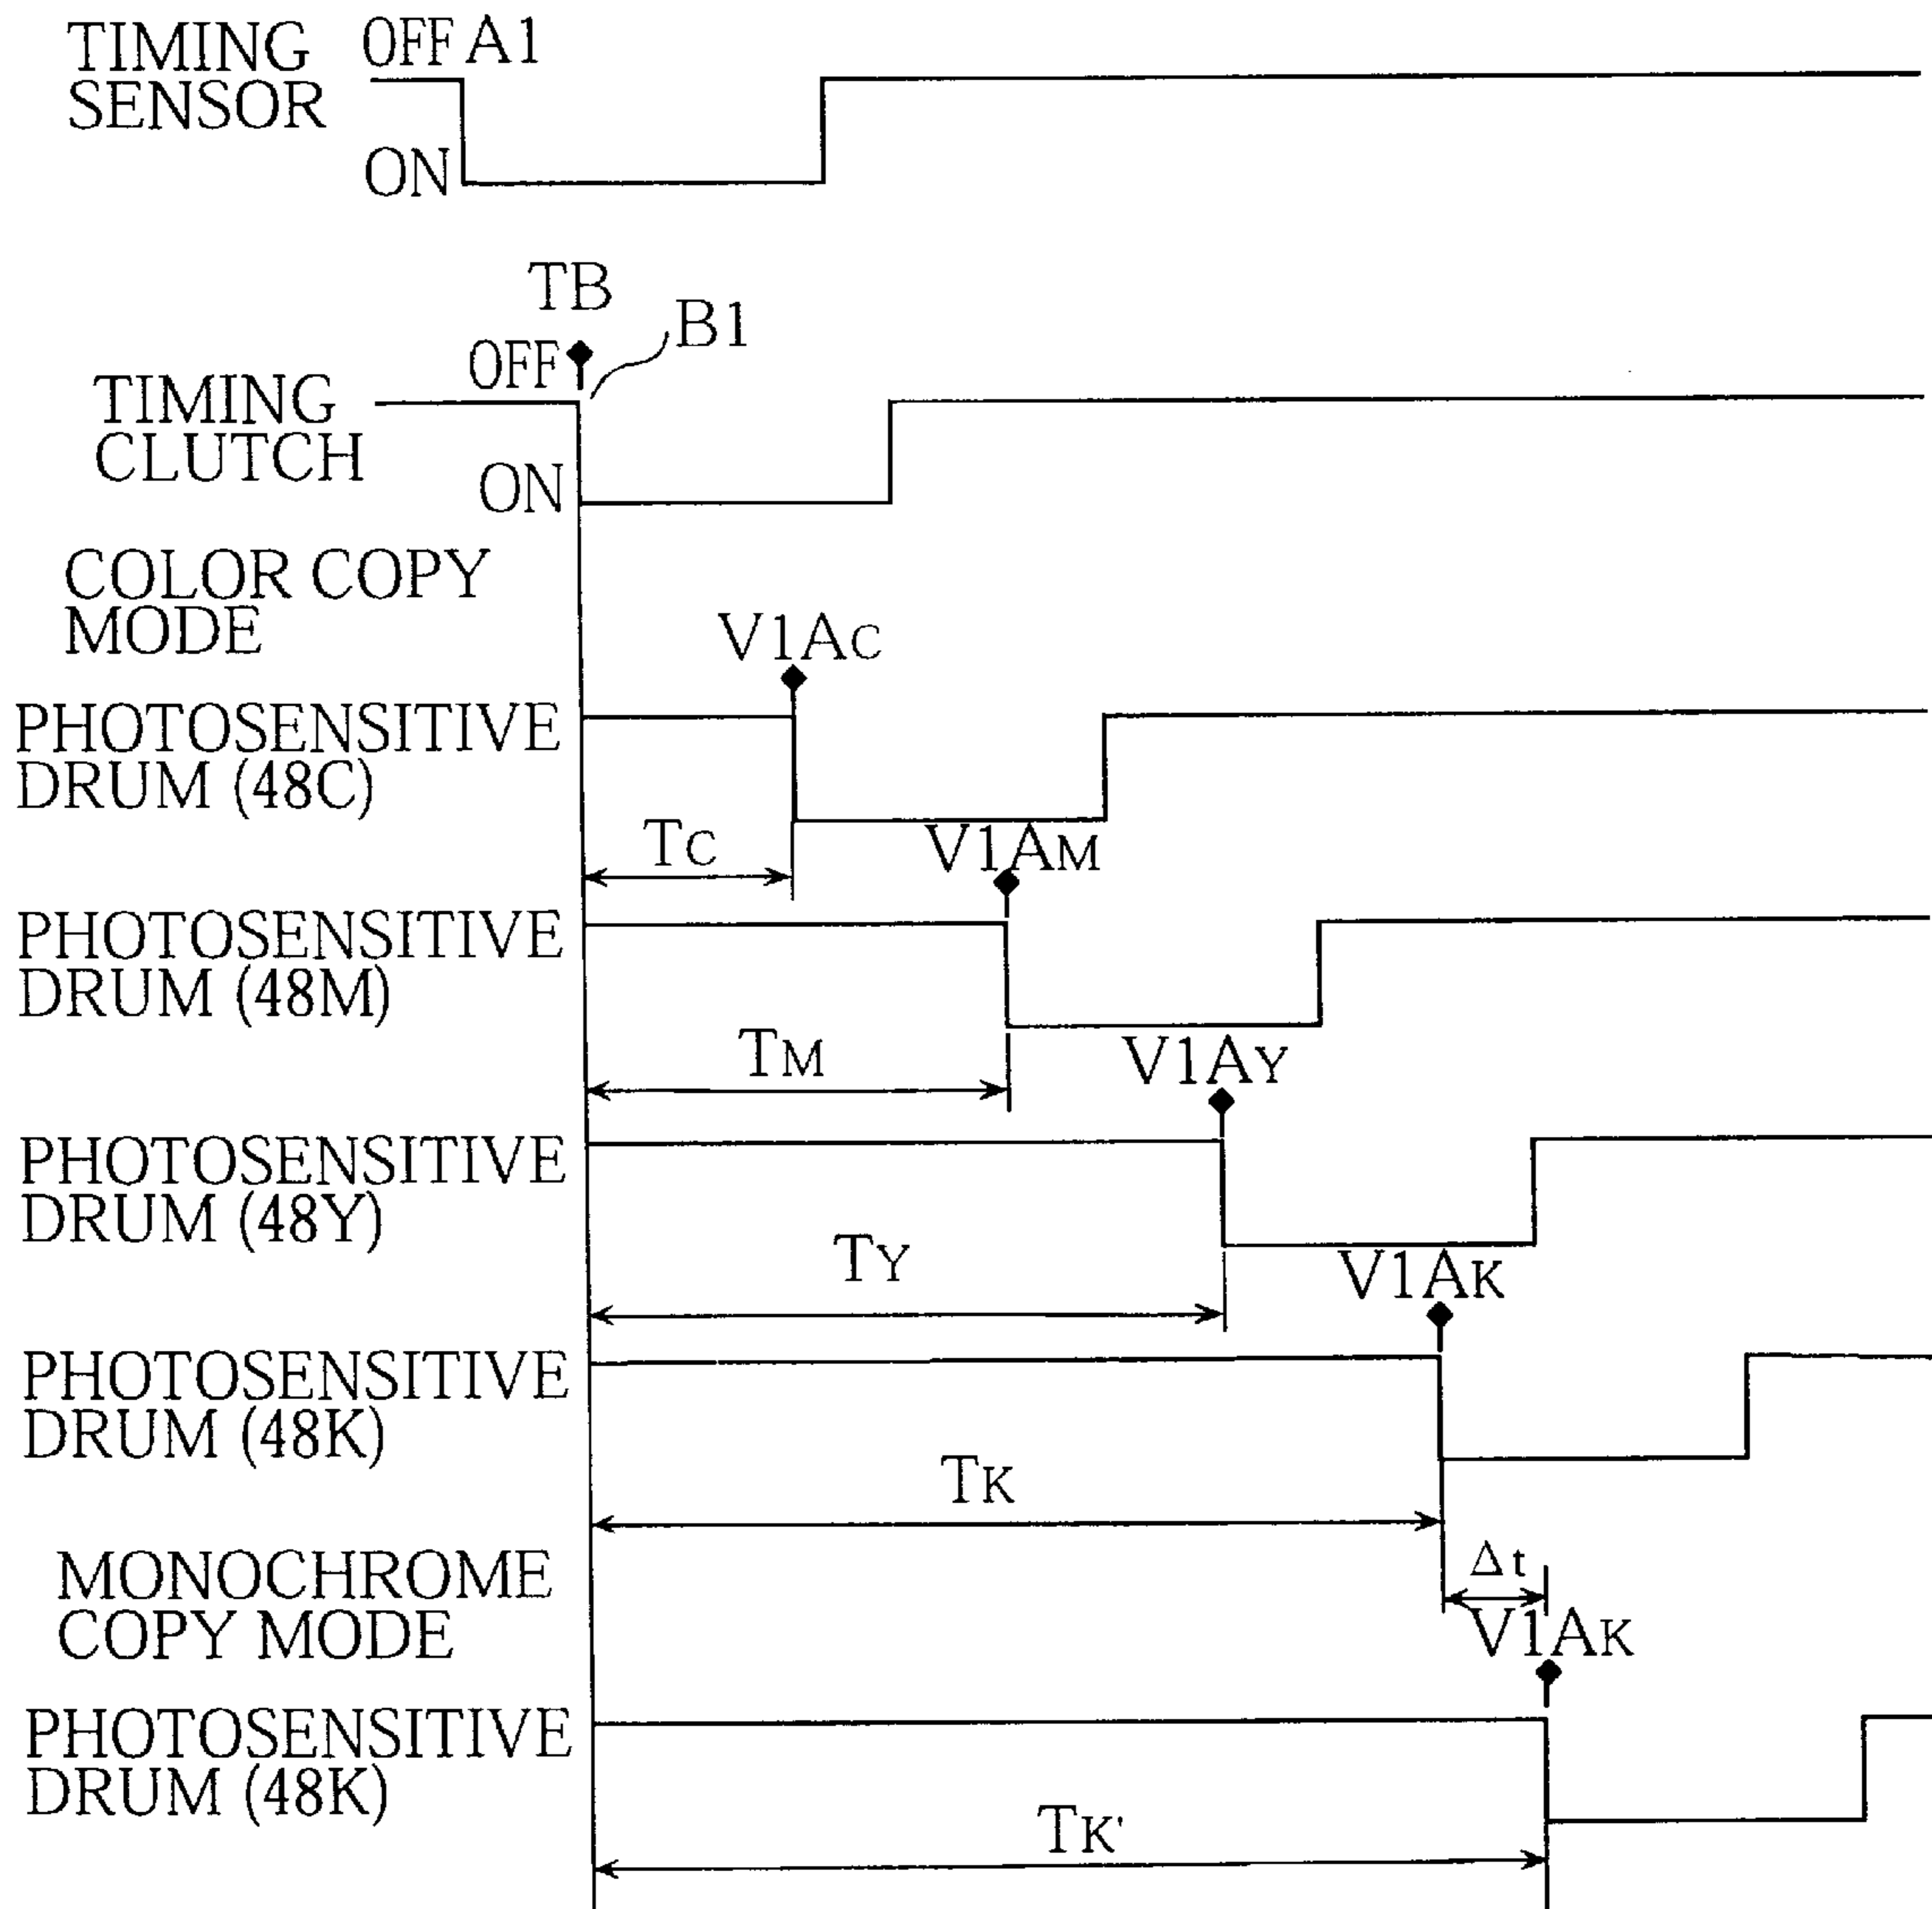 TIMING
SENSOR
OFF A1
ON
TB
B1
OFF
TIMING
CLUTCH
ON
COLOR COPY
MODE
V1AC
PHOTOSENSITIVE
DRUM (48C)
TC
V1AM
PHOTOSENSITIVE
DRUM (48M)
TM
V1AY
PHOTOSENSITIVE
DRUM (48Y)
TY
V1AK
PHOTOSENSITIVE
DRUM (48K)
TK
MONOCHROME
COPY MODE
Δt
V1AK
PHOTOSENSITIVE
DRUM (48K)
TK'